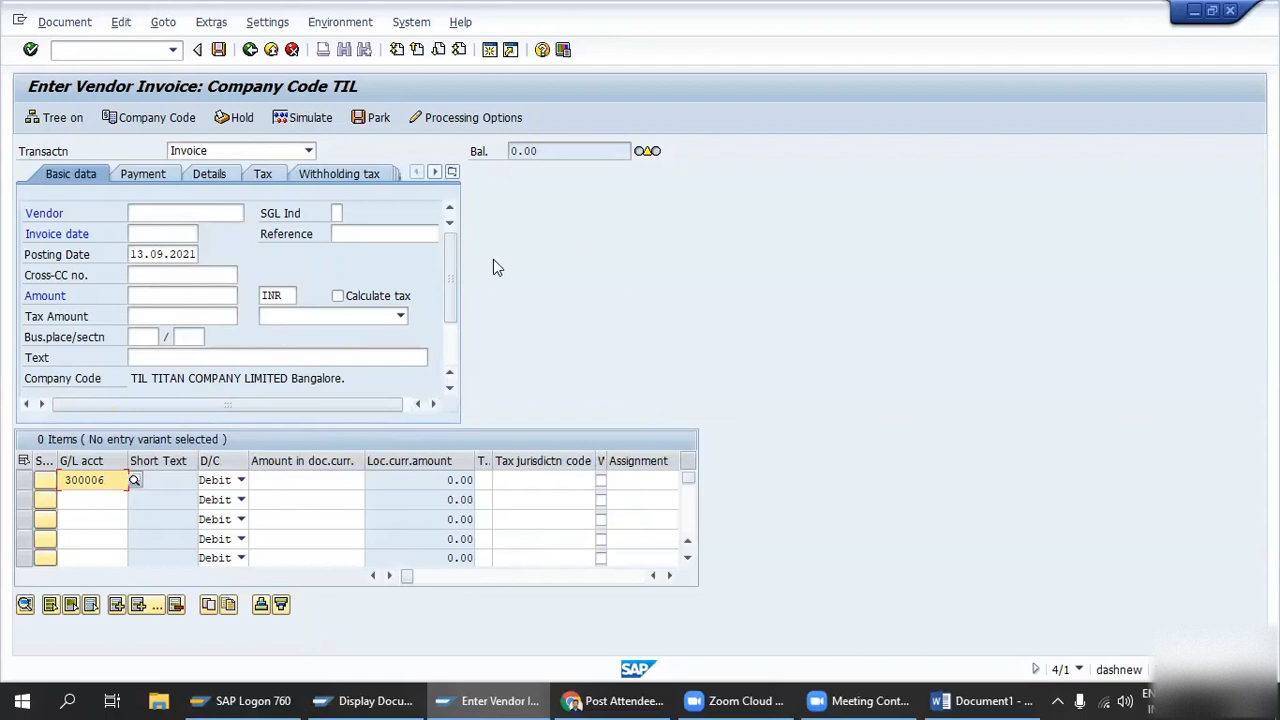 Document Edit Goto Extras Settings Environment System Help
Enter Vendor Invoice: Company Code TIL
Tree on Company Code Hold Simulate Park Processing Options
Transactn Invoice Bal. 0.00
Basic data Payment Details Tax Withholding tax
Vendor SGL Ind
Invoice date Reference
Posting Date 13.09.2021
Cross-CC no.
Amount INR Calculate tax
Tax Amount
Bus.place/sectn /
Text
Company Code TIL TITAN COMPANY LIMITED Bangalore.
0 Items ( No entry variant selected )
S... G/L acct Short Text D/C Amount in doc.curr. Loc.curr.amount T.. Tax jurisdictn code V Assignment
300006 Debit 0.00
Debit 0.00
Debit 0.00
Debit 0.00
Debit 0.00
SAP 4/1 dashnew
SAP Logon 760 Display Docu... Enter Vendor I... Post Attendee... Zoom Cloud ... Meeting Cont... Document1 - ...